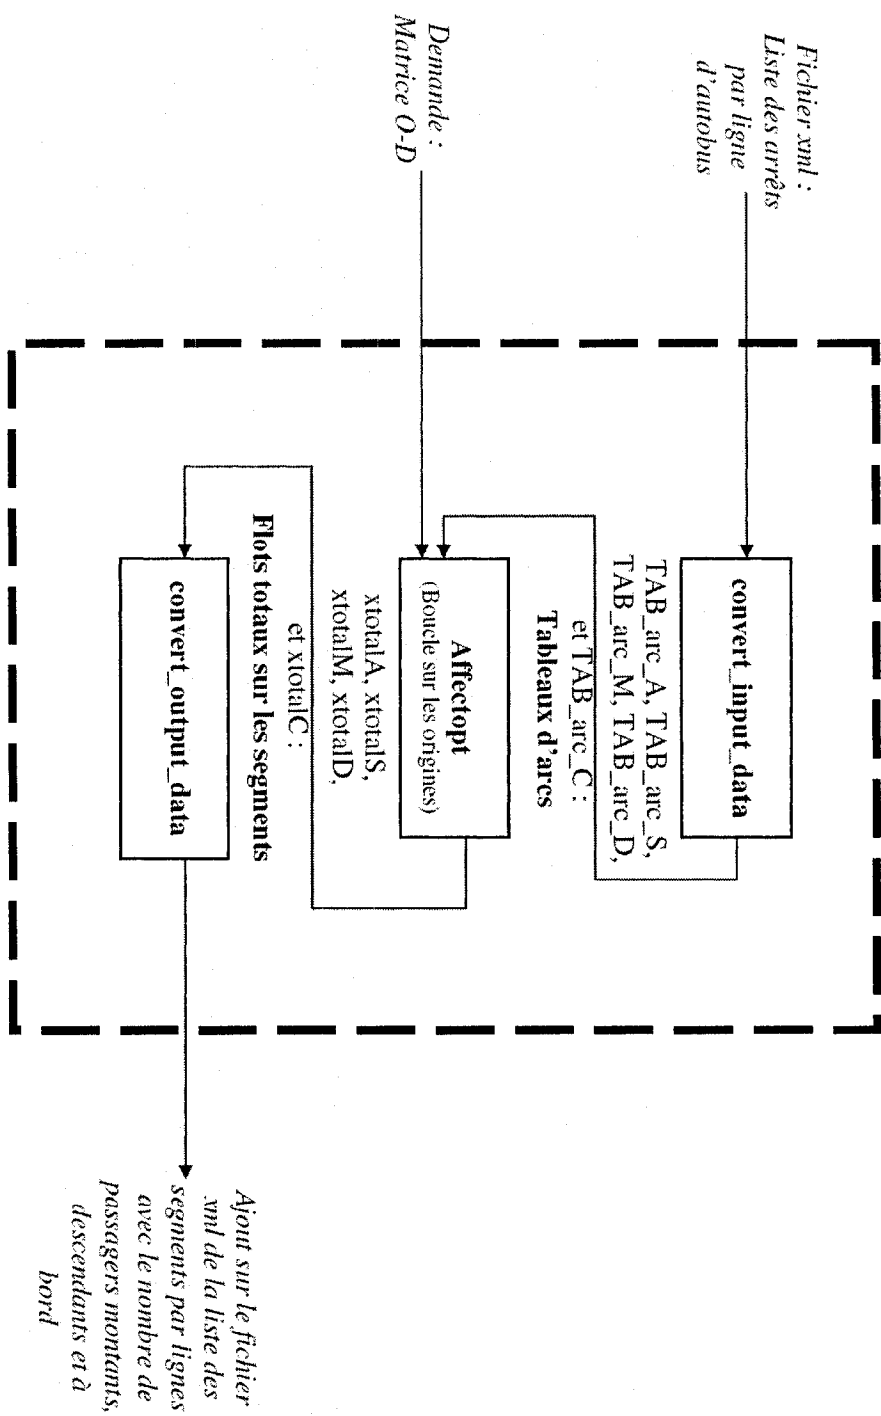 Fichier xml :
Liste des arrêts
par ligne
d'autobus
convert_input_data
TAB_arc_A, TAB_arc_S,
TAB_arc_M, TAB_arc_D,
et TAB_arc_C :
Tableaux d'arcs
Demande :
Matrice O-D
Affectopt
(Boucle sur les origines)
xtotalA, xtotalS,
xtotalM, xtotalD,
et xtotalC :
Flots totaux sur les segments
convert_output_data
Ajout sur le fichier
xml de la liste des
segments par lignes
avec le nombre de
passagers montants,
descendants et à
bord